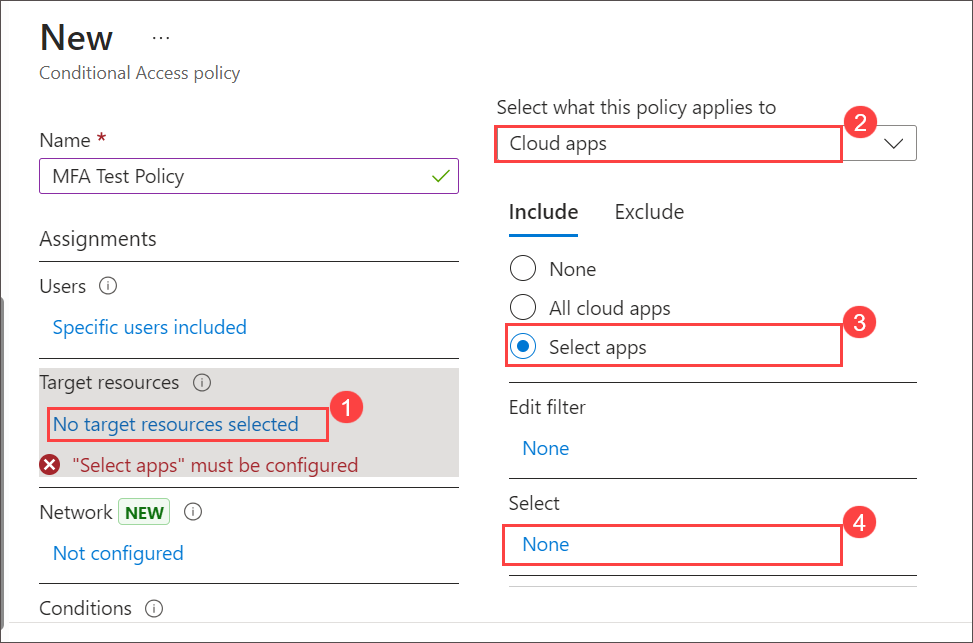 New ...
Conditional Access policy
Name *
MFA Test Policy
Assignments
Users
Specific users included
Target resources
No target resources selected
1
"Select apps" must be configured
Network NEW
Not configured
Conditions
Select what this policy applies to
2
Cloud apps
Include Exclude
None
All cloud apps
3
Select apps
Edit filter
None
Select
4
None